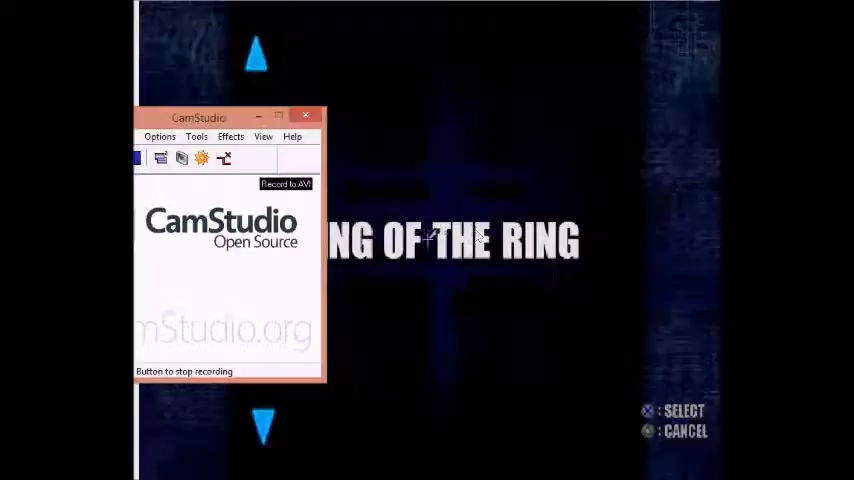 CamStudio
Options Tools Effects View Help
Record to AVI
CamStudio
Open Source
NG OF THE RING
mStudio.org
Button to stop recording
: SELECT
: CANCEL